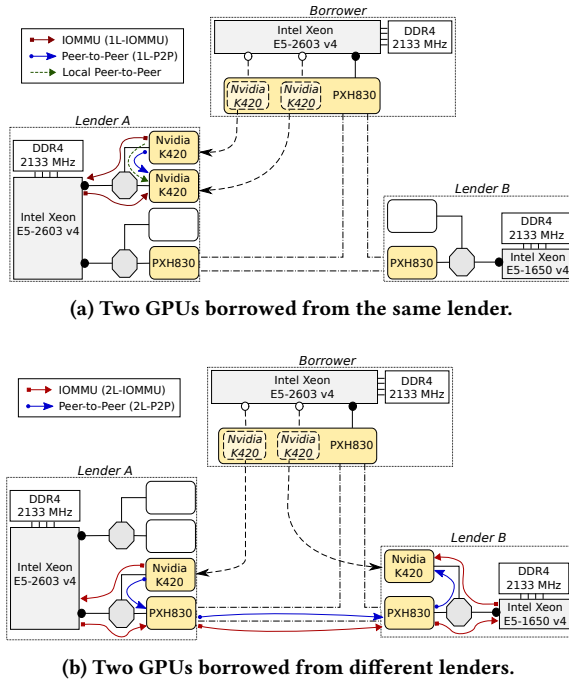 Borrower
IOMMU (1L-IOMMU)
Peer-to-Peer (1L-P2P)
Local Peer-to-Peer
Intel Xeon
E5-2603 v4
DDR4
2133 MHz
Nvidia
K420
Nvidia
K420
PXH830
Lender A
DDR4
2133 MHz
Nvidia
K420
Nvidia
K420
Intel Xeon
E5-2603 v4
PXH830
Lender B
DDR4
2133 MHz
PXH830
Intel Xeon
E5-1650 v4
(a) Two GPUs borrowed from the same lender.
Borrower
IOMMU (2L-IOMMU)
Peer-to-Peer (2L-P2P)
Intel Xeon
E5-2603 v4
DDR4
2133 MHz
Nvidia
K420
Nvidia
K420
PXH830
Lender A
DDR4
2133 MHz
Intel Xeon
E5-2603 v4
Nvidia
K420
PXH830
Lender B
Nvidia
K420
DDR4
2133 MHz
PXH830
Intel Xeon
E5-1650 v4
(b) Two GPUs borrowed from different lenders.